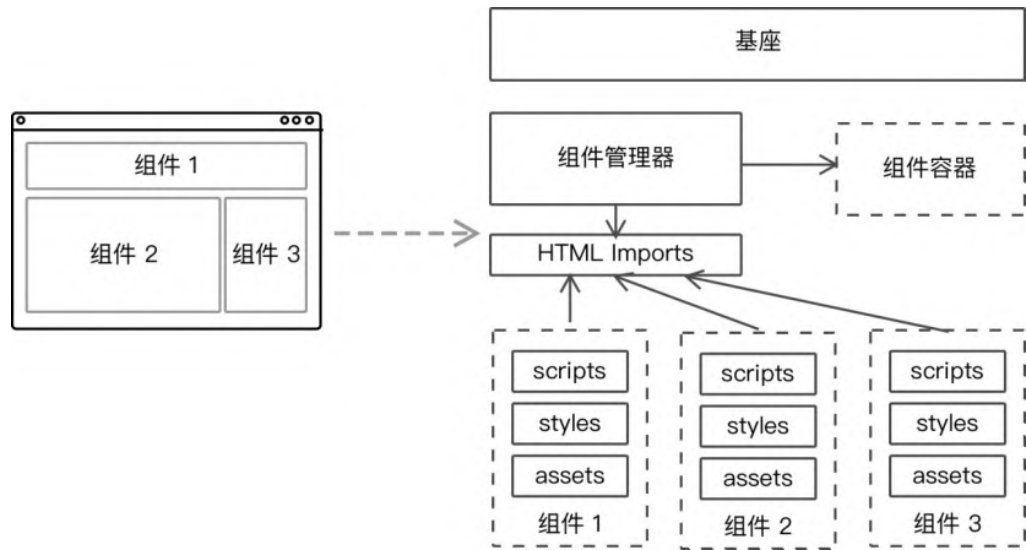 组件 1
组件 2
组件 3
基座
组件管理器
组件容器
HTML Imports
scripts
styles
assets
组件 1
scripts
styles
assets
组件 2
scripts
styles
assets
组件 3